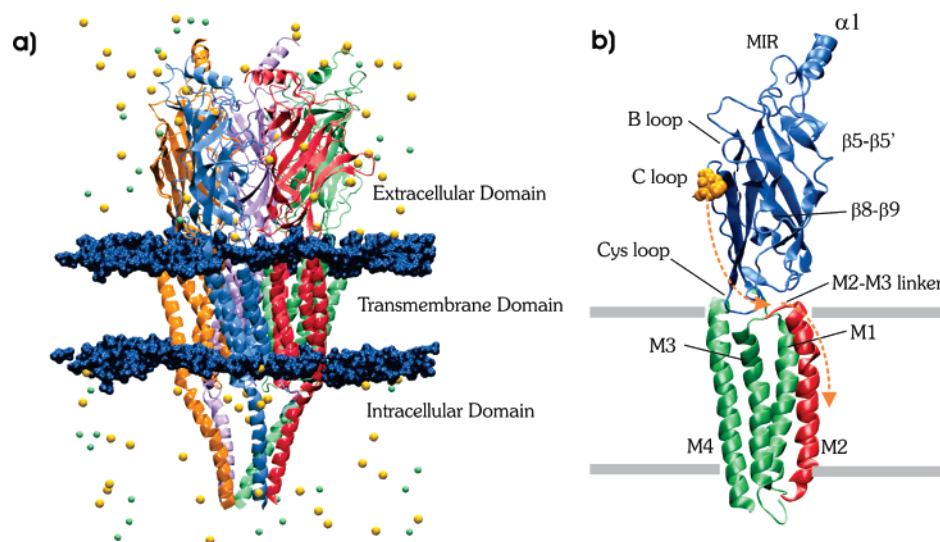 a)
Extracellular Domain
Transmembrane Domain
Intracellular Domain
b)
α1
MIR
B loop
β5-β5’
C loop
β8-β9
Cys loop
M2-M3 linker
M3
M1
M4
M2